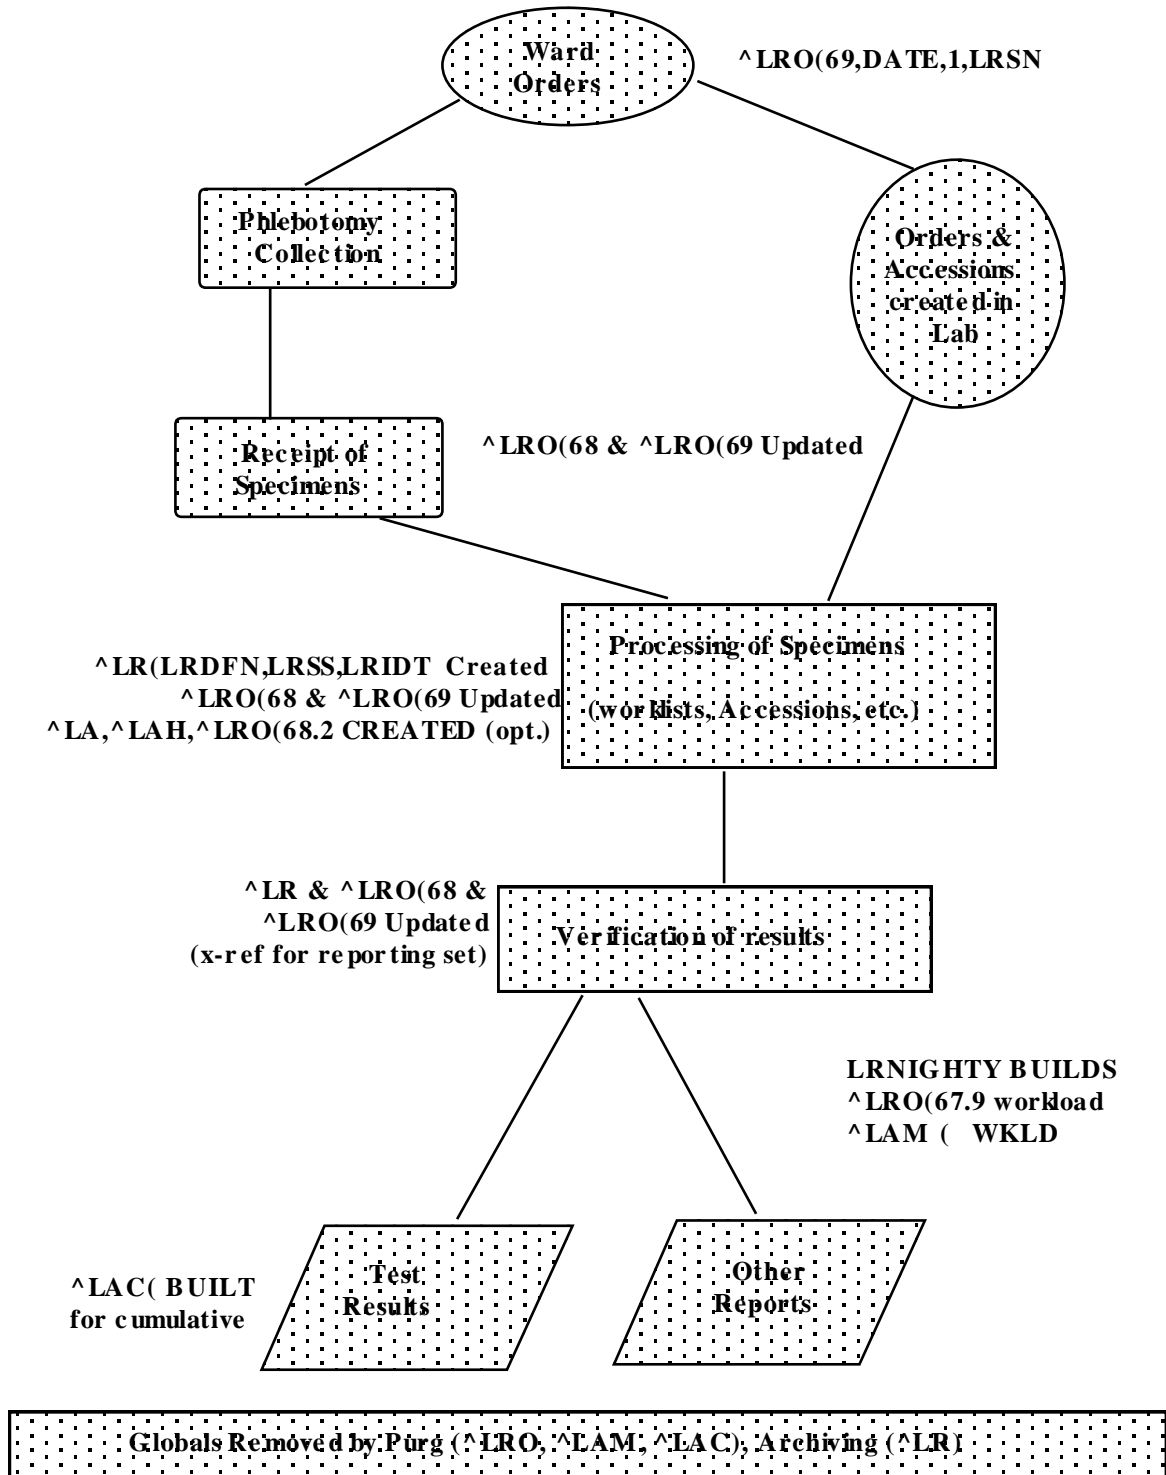 Ward
Orders
^LRO(69,DATE,1,LRSN
Phlebotomy
Collection
Orders &
Accessions
created in
Lab
Receipt of
Specimens
^LRO(68 & ^LRO(69 Updated
Processing of Specimens
(worklists, Accessions, etc.)
^LR(LRDFN,LRSS,LRIDT Created
^LRO(68 & ^LRO(69 Updated
^LA,^LAH,^LRO(68.2 CREATED (opt.)
^LR & ^LRO(68 &
^LRO(69 Updated
(x-ref for reporting set)
Verification of results
LRNIGHTY BUILDS
^LRO(67.9 workload
^LAM ( WKLD
^LAC( BUILT
for cumulative
Test
Results
Other
Reports
Globals Removed by Purg (^LRO, ^LAM, ^LAC), Archiving (^LR)